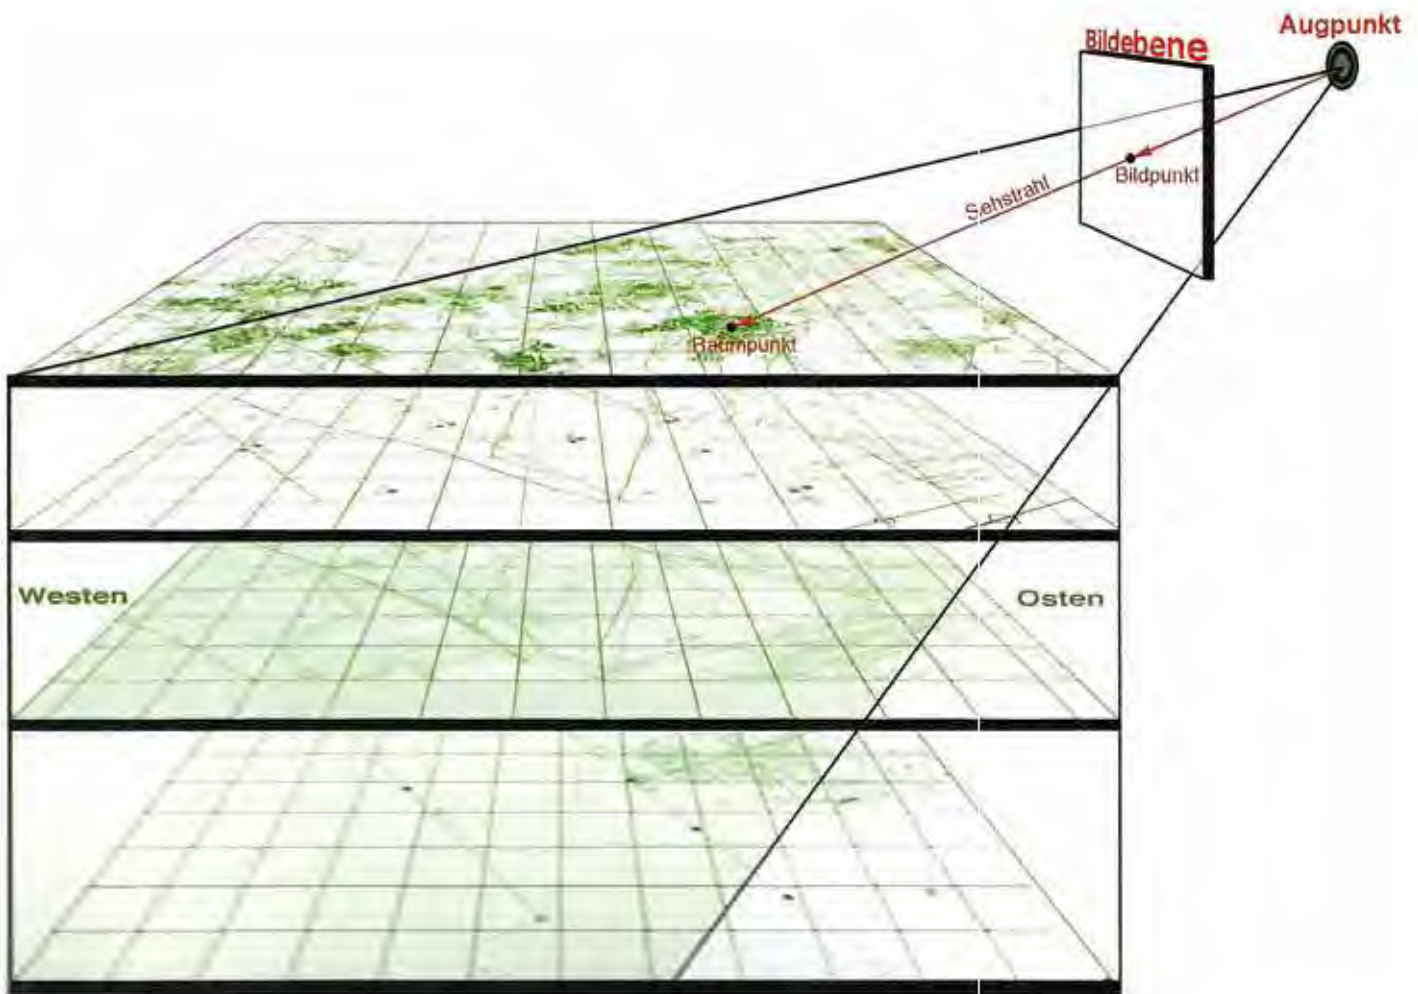 Augpunkt
Bildebene
Bildpunkt
Sehstrahl
Raumpunkt
Westen
Osten